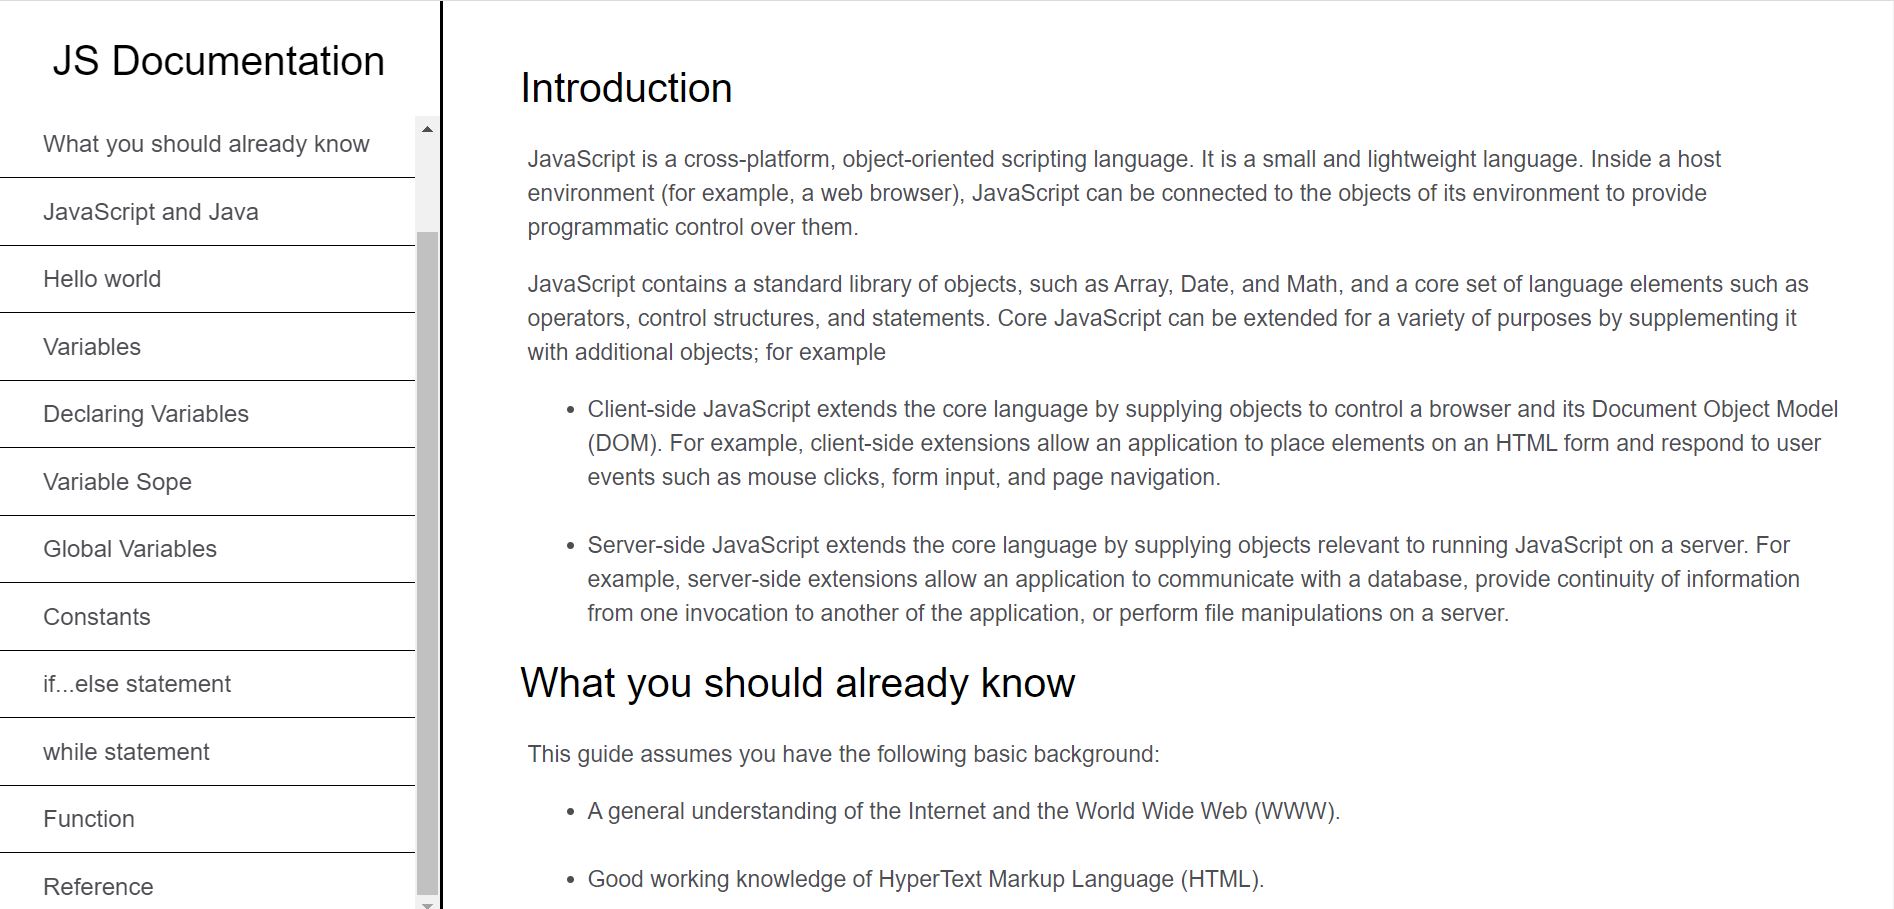 JS Documentation
What you should already know
JavaScript and Java
Hello world
Variables
Declaring Variables
Variable Sope
Global Variables
Constants
if...else statement
while statement
Function
Reference
Introduction
JavaScript is a cross-platform, object-oriented scripting language. It is a small and lightweight language. Inside a host
environment (for example, a web browser), JavaScript can be connected to the objects of its environment to provide
programmatic control over them.
JavaScript contains a standard library of objects, such as Array, Date, and Math, and a core set of language elements such as
operators, control structures, and statements. Core JavaScript can be extended for a variety of purposes by supplementing it
with additional objects; for example
• Client-side JavaScript extends the core language by supplying objects to control a browser and its Document Object Model
(DOM). For example, client-side extensions allow an application to place elements on an HTML form and respond to user
events such as mouse clicks, form input, and page navigation.
• Server-side JavaScript extends the core language by supplying objects relevant to running JavaScript on a server. For
example, server-side extensions allow an application to communicate with a database, provide continuity of information
from one invocation to another of the application, or perform file manipulations on a server.
What you should already know
This guide assumes you have the following basic background:
• A general understanding of the Internet and the World Wide Web (WWW).
• Good working knowledge of HyperText Markup Language (HTML).